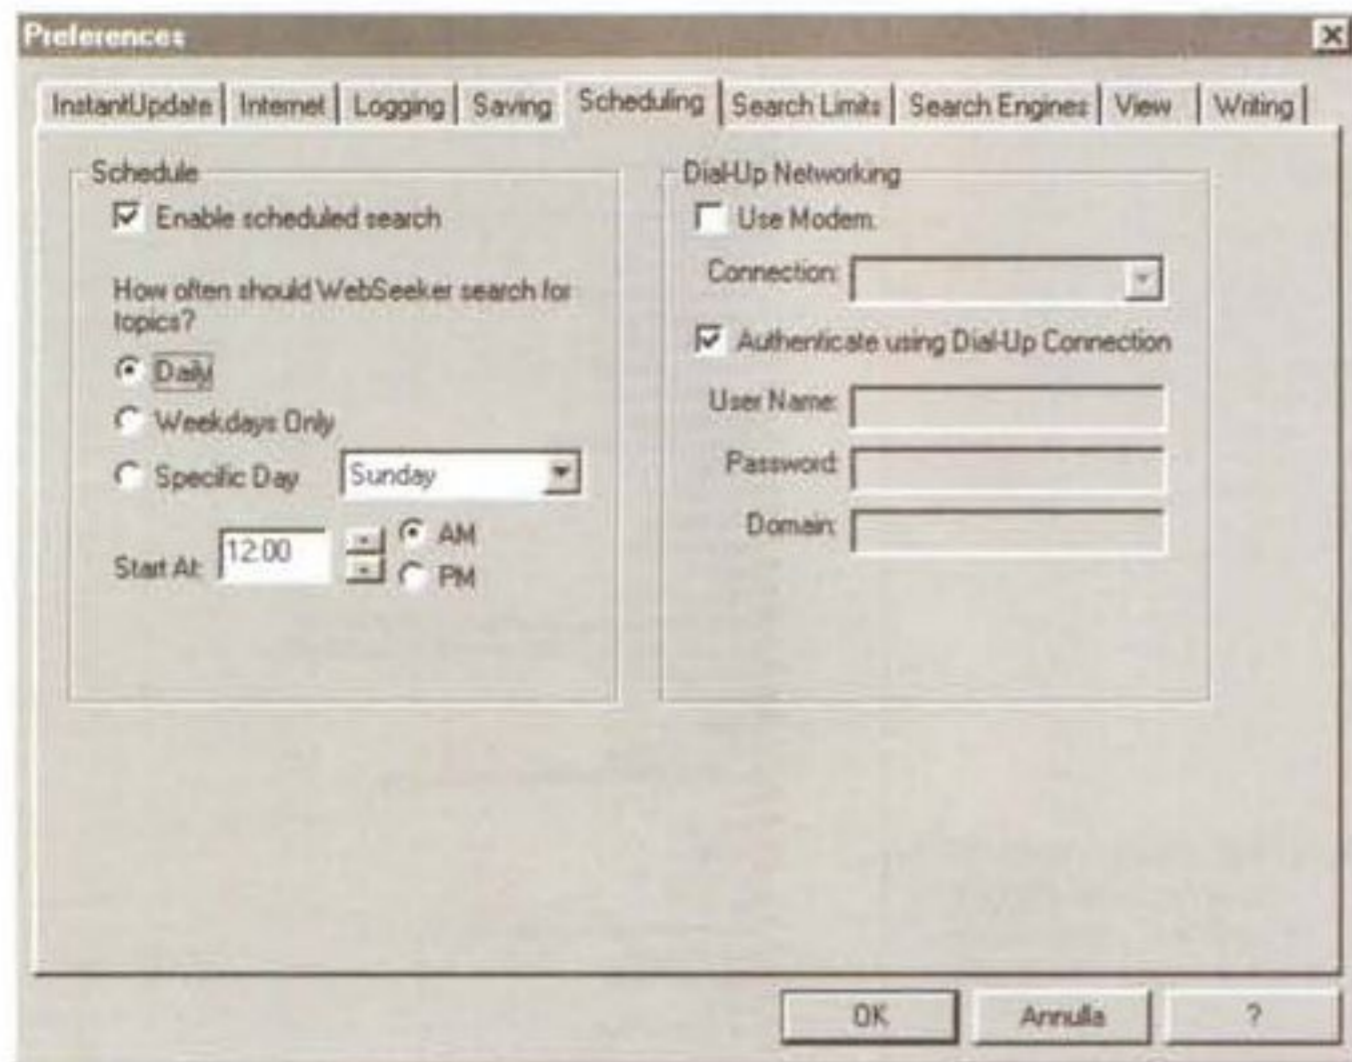 Preferences
InstantUpdate Internet Logging Saving Scheduling Search Limits Search Engines View Writing
Schedule
Enable scheduled search
How often should WebSeeker search for
topics?
Daily
Weekdays Only
Specific Day Sunday
Start At: 12:00 AM
PM
Dial-Up Networking
Use Modem.
Connection:
Authenticate using Dial-Up Connection
User Name:
Password:
Domain:
OK Annulla ?